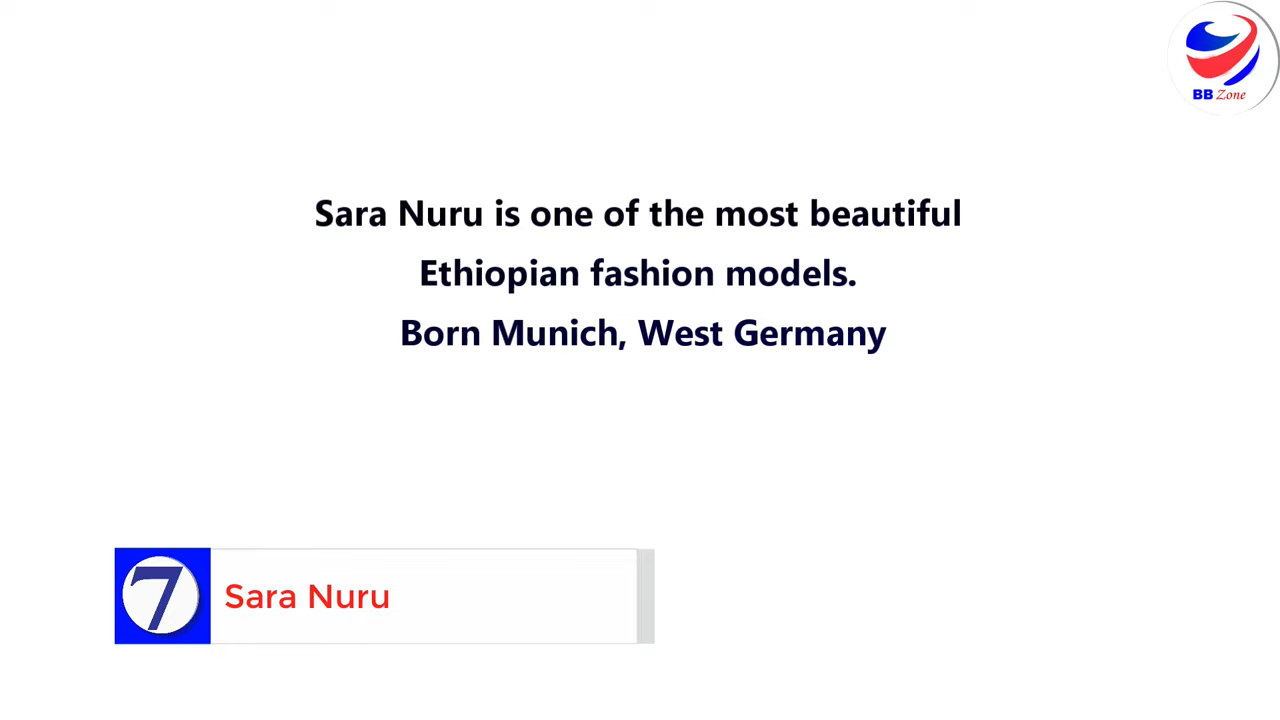 BB Zone
Sara Nuru is one of the most beautiful
Ethiopian fashion models.
Born Munich, West Germany
7
Sara Nuru